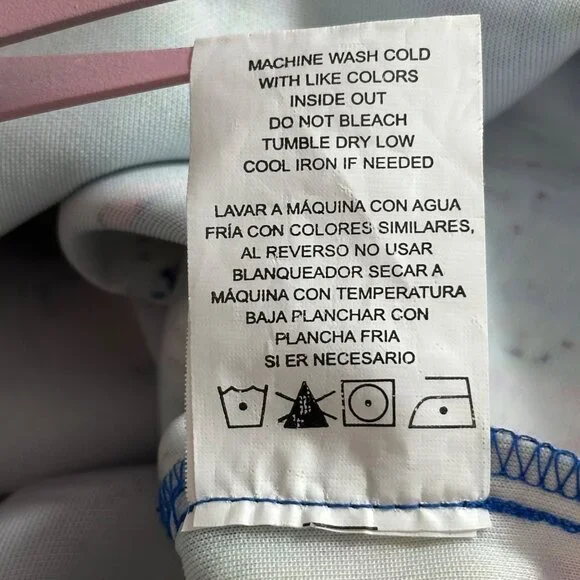 MACHINE WASH COLD
WITH LIKE COLORS
INSIDE OUT
DO NOT BLEACH
TUMBLE DRY LOW
COOL IRON IF NEEDED
LAVAR A MÁQUINA CON AGUA
FRÍA CON COLORES SIMILARES,
AL REVERSO NO USAR
BLANQUEADOR SECAR A
MÁQUINA CON TEMPERATURA
BAJA PLANCHAR CON
PLANCHA FRIA
SI ER NECESARIO